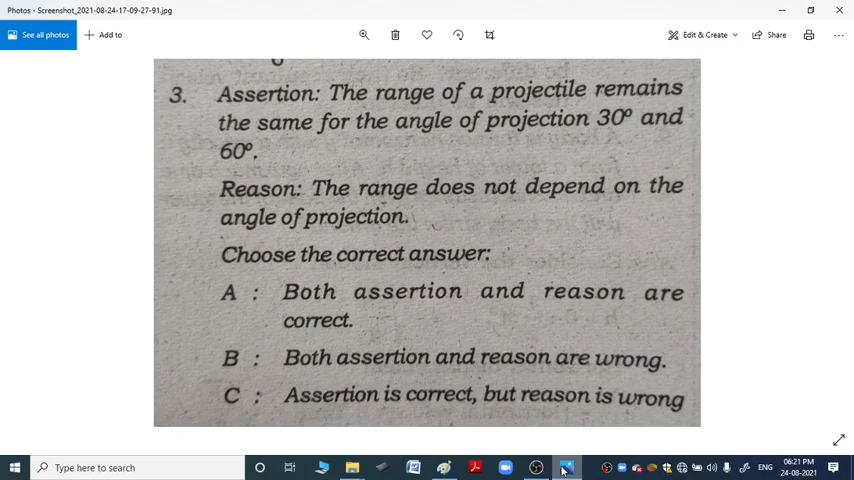 Photos - Screenshot_2021-08-24-17-09-27-91.jpg
See all photos
Add to
Edit & Create
Share
3. Assertion: The range of a projectile remains
the same for the angle of projection 30º and
60º.
Reason: The range does not depend on the
angle of projection.
Choose the correct answer:
A : Both assertion and reason are
correct.
B : Both assertion and reason are wrong.
C : Assertion is correct, but reason is wrong
Type here to search
ENG
06:21 PM
24-08-2021